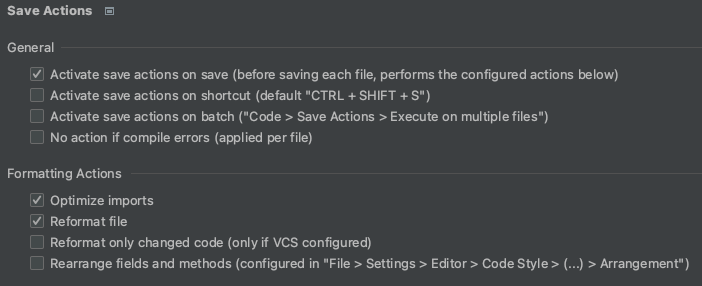 Save Actions
General
Activate save actions on save (before saving each file, performs the configured actions below)
Activate save actions on shortcut (default "CTRL + SHIFT + S")
Activate save actions on batch ("Code > Save Actions > Execute on multiple files")
No action if compile errors (applied per file)
Formatting Actions
Optimize imports
Reformat file
Reformat only changed code (only if VCS configured)
Rearrange fields and methods (configured in "File > Settings > Editor > Code Style > (...) > Arrangement")